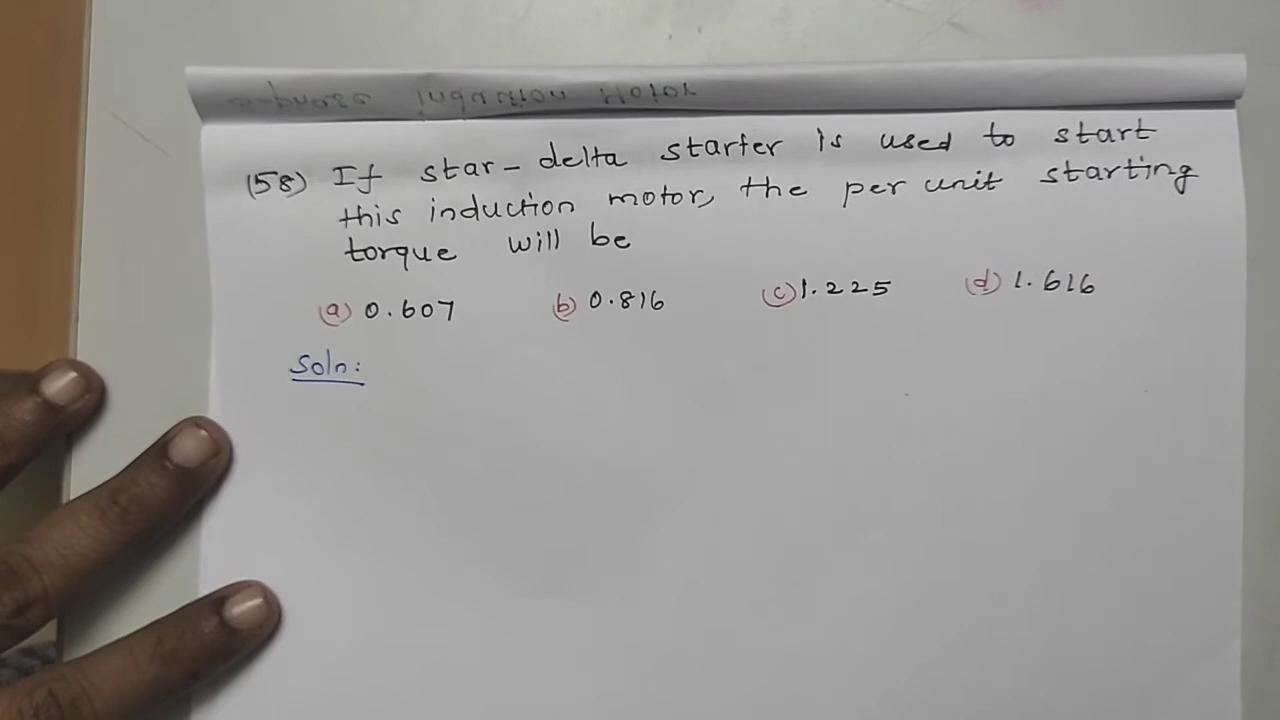 (58) If star-delta starter is used to start
this induction motor, the per unit starting
torque will be
(a) 0.607 (b) 0.816 (c) 1.225 (d) 1.616
Soln: